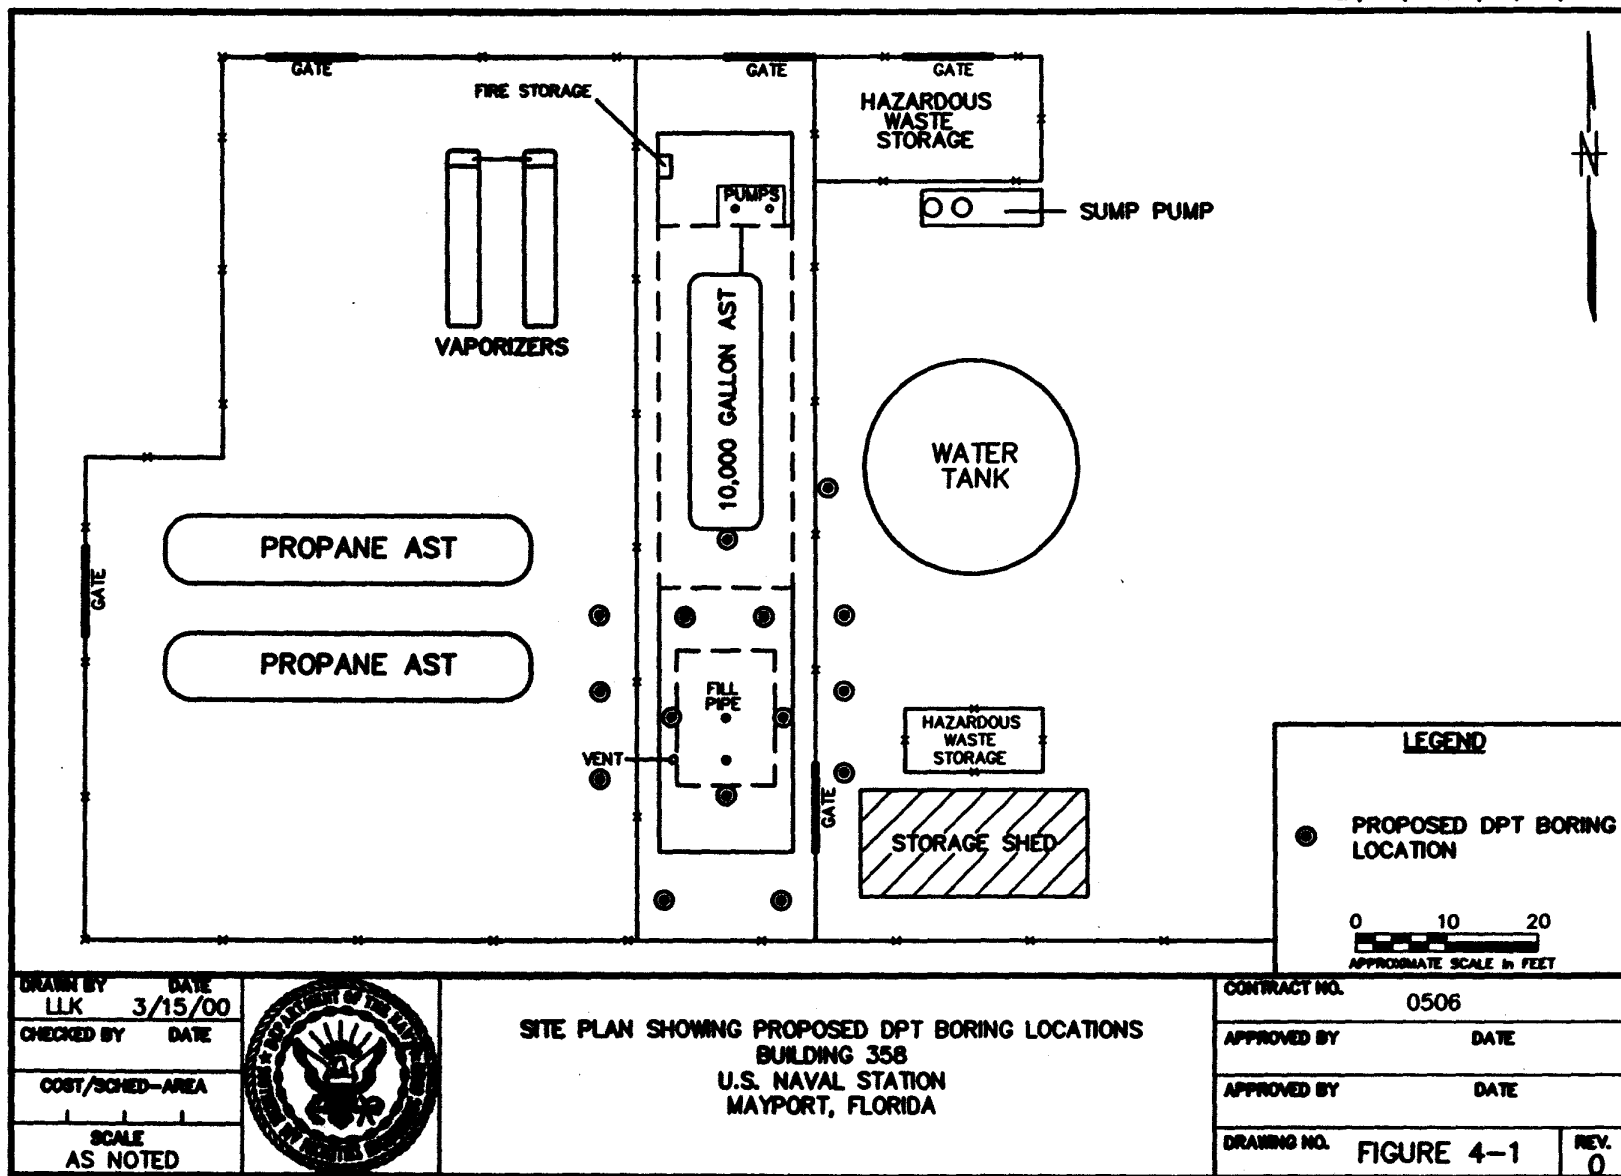 GATE
GATE
GATE
FIRE STORAGE
HAZARDOUS
WASTE
STORAGE
N
PUMPS
SUMP PUMP
10,000 GALLON AST
VAPORIZERS
WATER
TANK
PROPANE AST
GATE
PROPANE AST
FILL
PIPE
VENT
HAZARDOUS
WASTE
STORAGE
GATE
STORAGE SHED
LEGEND
PROPOSED DPT BORING
LOCATION
0 10 20
APPROXIMATE SCALE in FEET
DRAWN BY DATE
LLK 3/15/00
CHECKED BY DATE
COST/SCHED-AREA
SCALE
AS NOTED
DEPARTMENT OF THE NAVY
SITE PLAN SHOWING PROPOSED DPT BORING LOCATIONS
BUILDING 358
U.S. NAVAL STATION
MAYPORT, FLORIDA
CONTRACT NO.
0506
APPROVED BY DATE
APPROVED BY DATE
DRAWING NO.
FIGURE 4-1
REV.
0